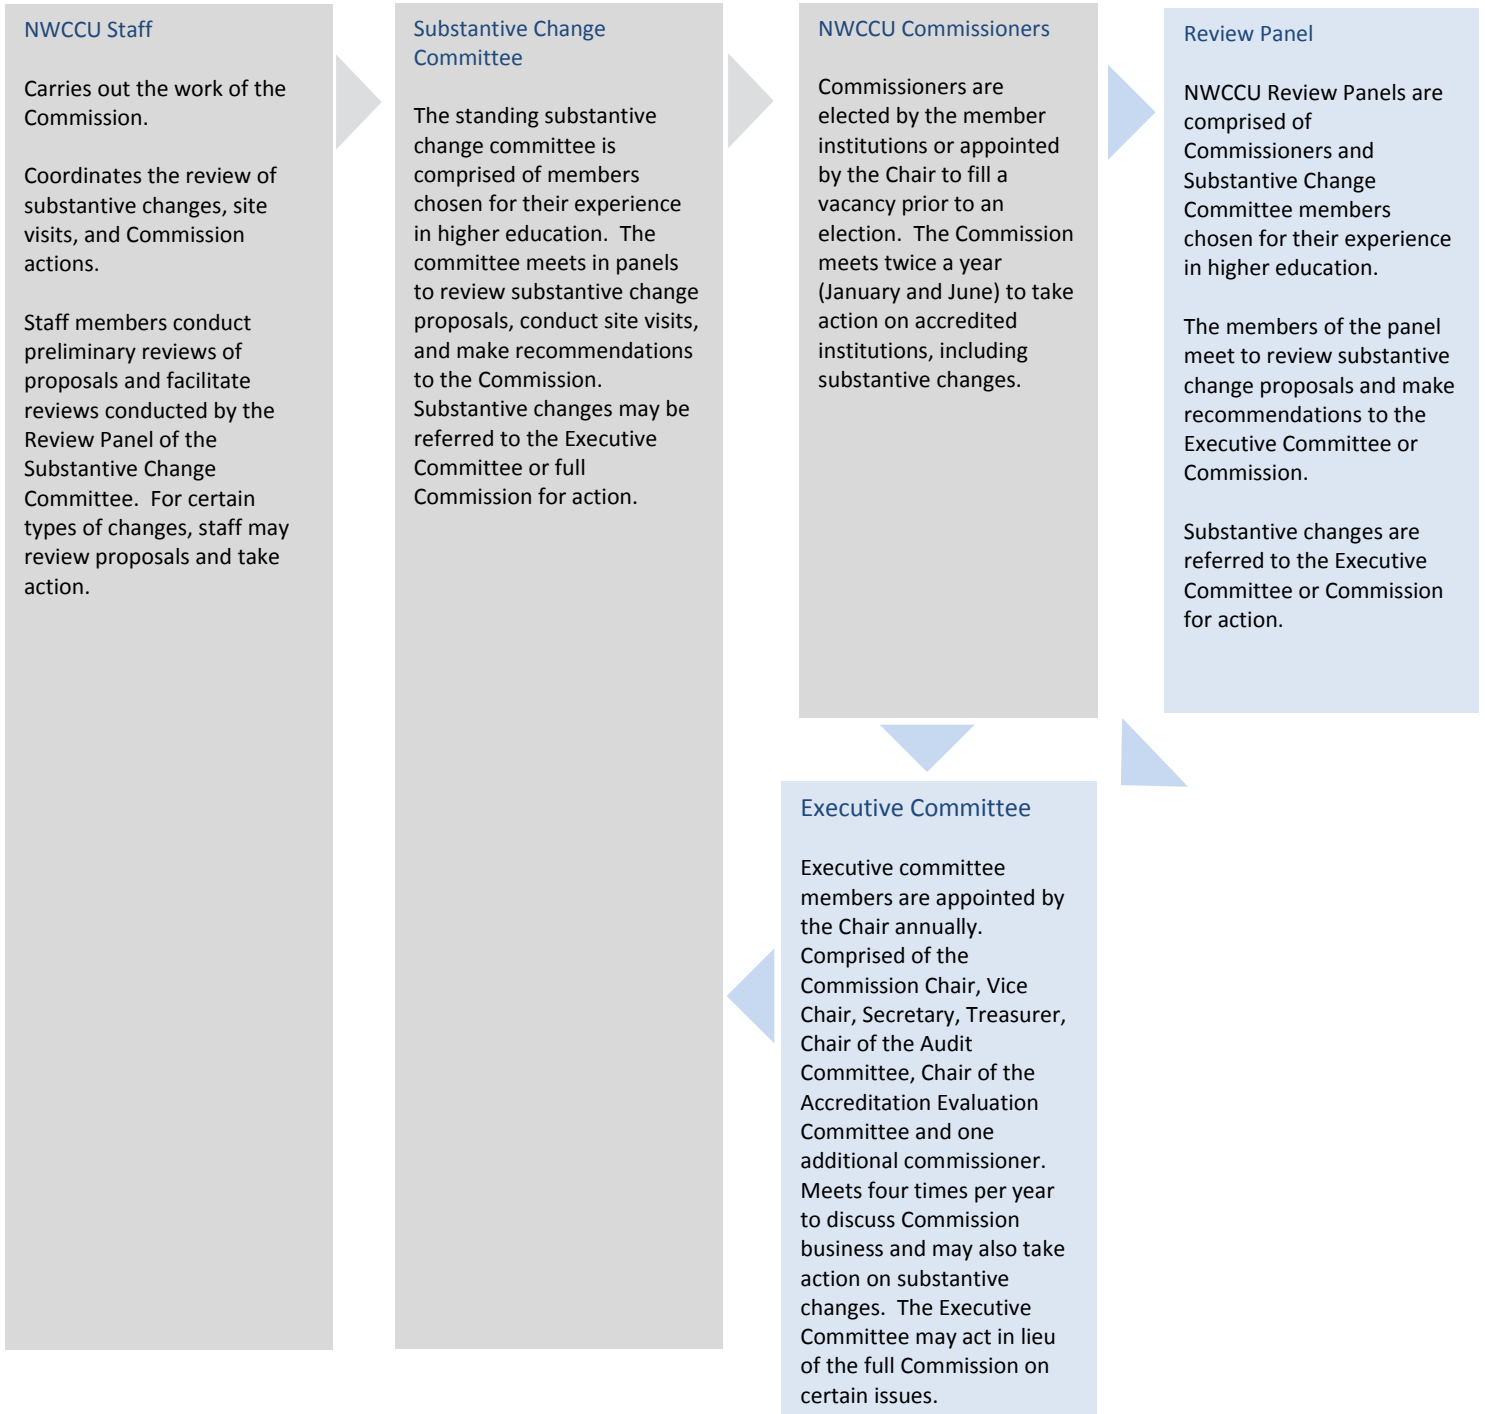 NWCCU Staff
Carries out the work of the
Commission.
Coordinates the review of
substantive changes, site
visits, and Commission
actions.
Staff members conduct
preliminary reviews of
proposals and facilitate
reviews conducted by the
Review Panel of the
Substantive Change
Committee.  For certain
types of changes, staff may
review proposals and take
action.
Substantive Change
Committee
The standing substantive
change committee is
comprised of members
chosen for their experience
in higher education.  The
committee meets in panels
to review substantive change
proposals, conduct site visits,
and make recommendations
to the Commission.
Substantive changes may be
referred to the Executive
Committee or full
Commission for action.
NWCCU Commissioners
Commissioners are
elected by the member
institutions or appointed
by the Chair to fill a
vacancy prior to an
election.  The Commission
meets twice a year
(January and June) to take
action on accredited
institutions, including
substantive changes.
Review Panel
NWCCU Review Panels are
comprised of
Commissioners and
Substantive Change
Committee members
chosen for their experience
in higher education.
The members of the panel
meet to review substantive
change proposals and make
recommendations to the
Executive Committee or
Commission.
Substantive changes are
referred to the Executive
Committee or Commission
for action.
Executive Committee
Executive committee
members are appointed by
the Chair annually.
Comprised of the
Commission Chair, Vice
Chair, Secretary, Treasurer,
Chair of the Audit
Committee, Chair of the
Accreditation Evaluation
Committee and one
additional commissioner.
Meets four times per year
to discuss Commission
business and may also take
action on substantive
changes.  The Executive
Committee may act in lieu
of the full Commission on
certain issues.